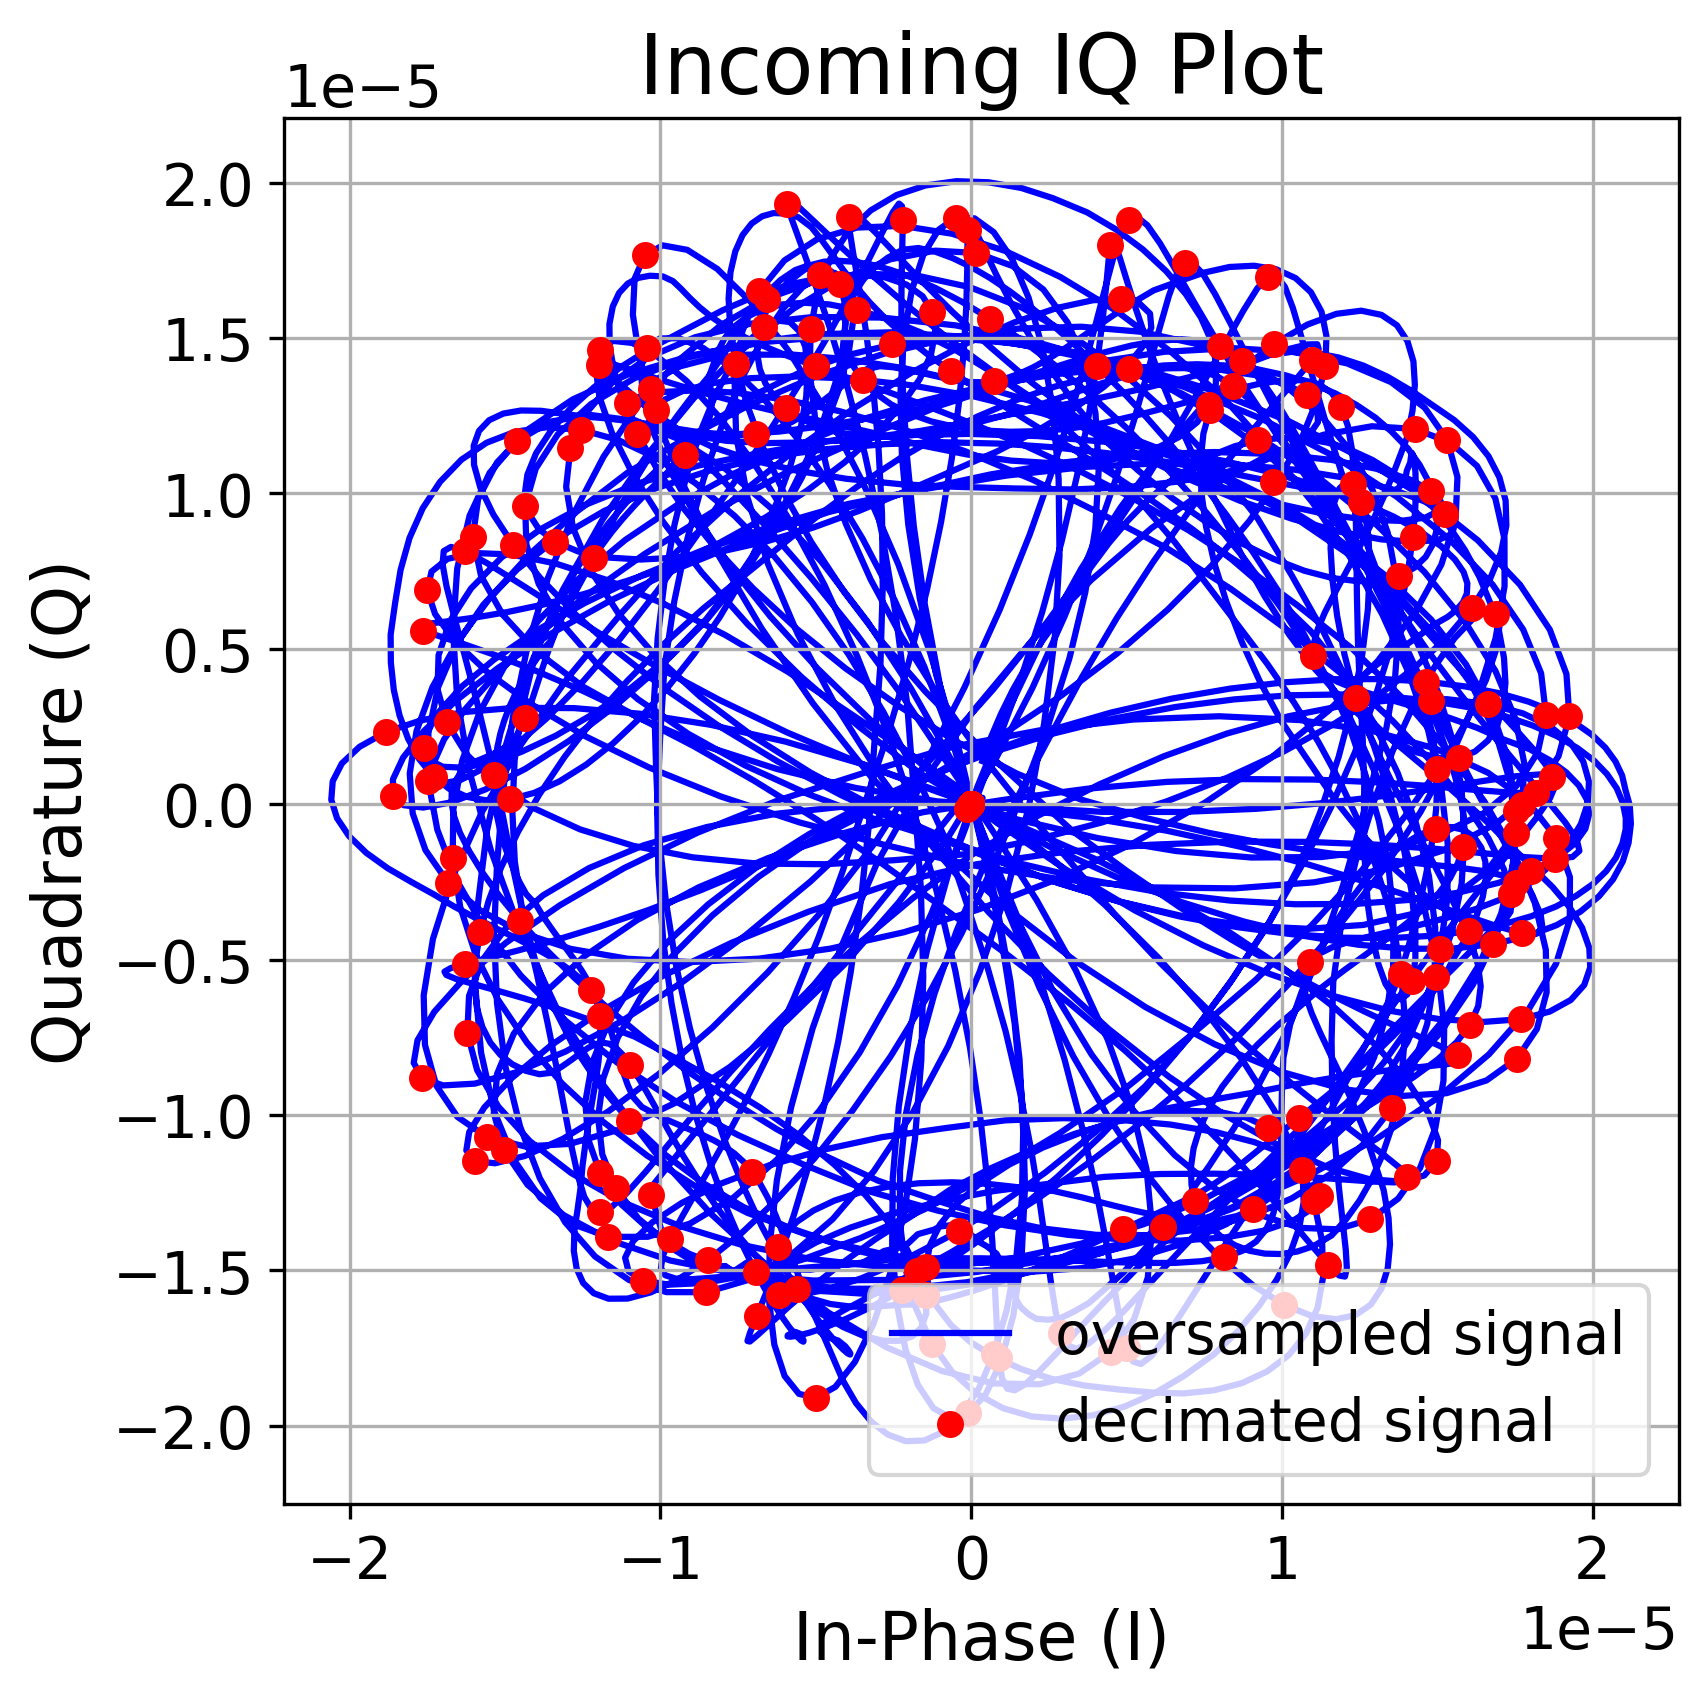 Incoming IQ Plot
1e−5
2.0
1.5
1.0
0.5
0.0
−0.5
−1.0
−1.5
−2.0
Quadrature (Q)
oversampled signal
decimated signal
−2
−1
0
1
2
1e−5
In-Phase (I)